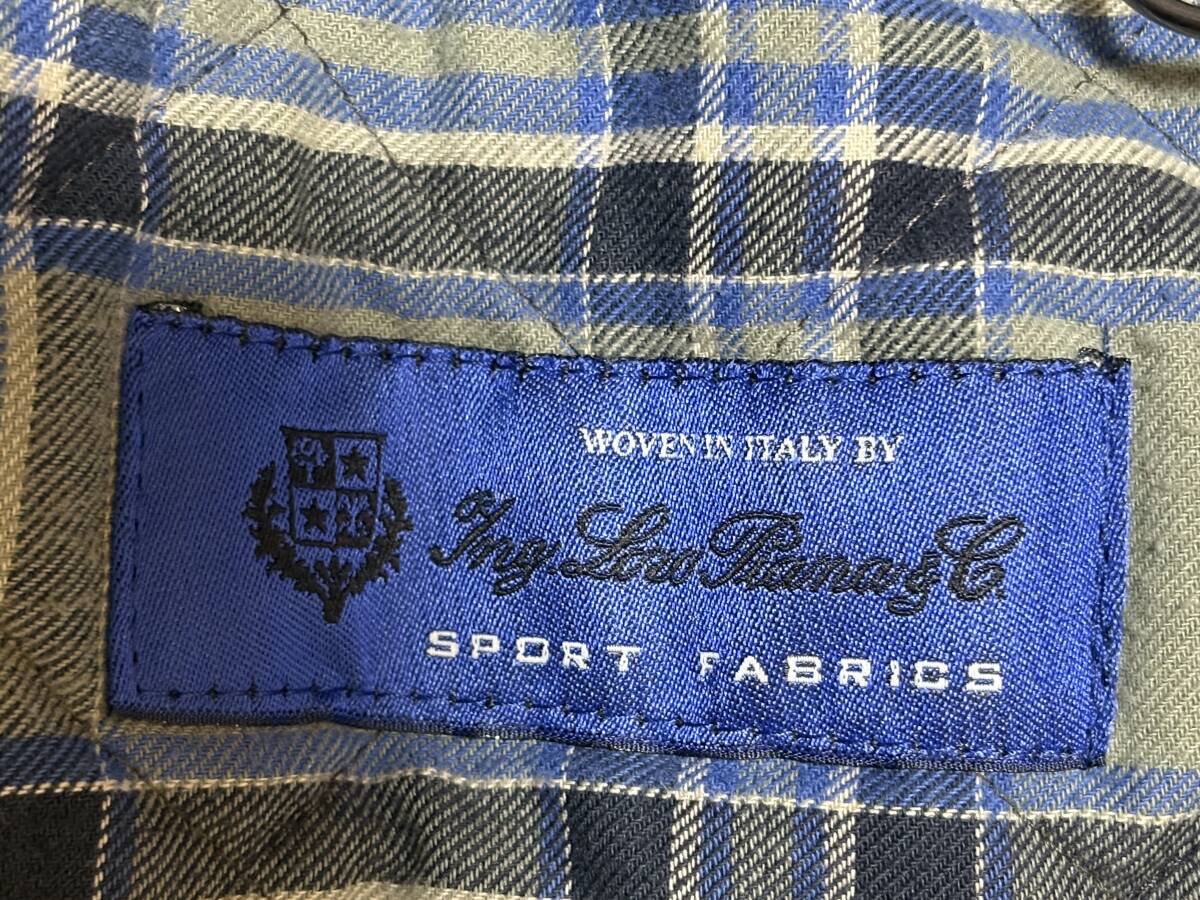 WOVEN IN ITALY BY
Ing. Loro Piana & C.
SPORT FABRICS